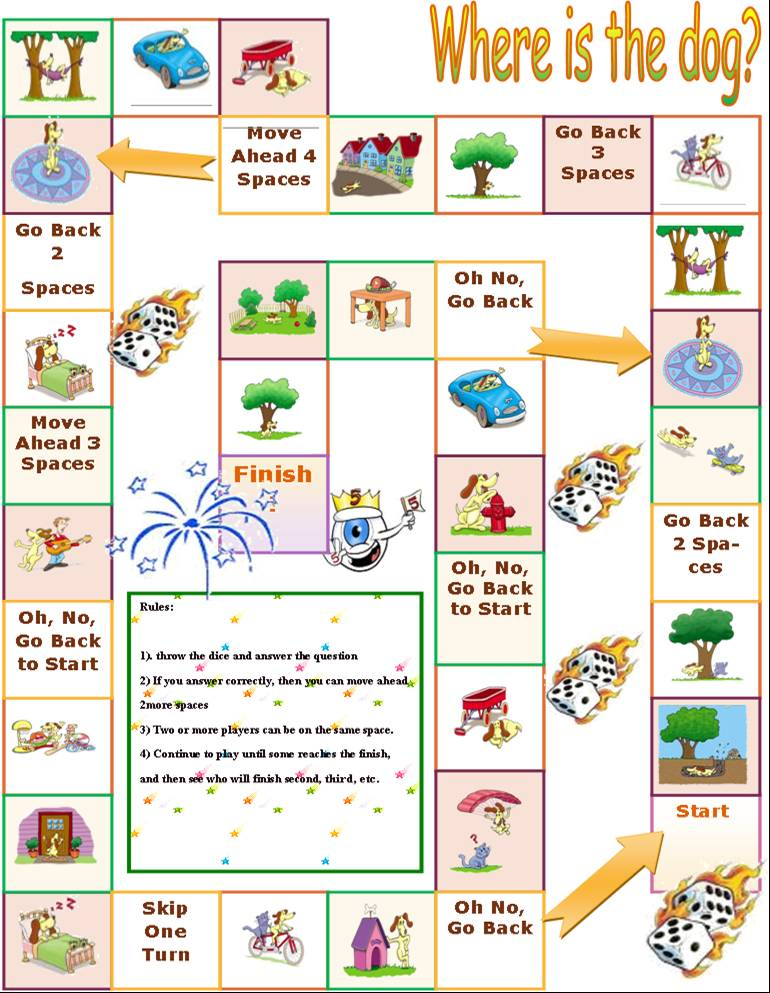 Where is the dog?
Move
Ahead 4
Spaces
Go Back
3
Spaces
Go Back
2
Spaces
Oh No,
Go Back
Move
Ahead 3
Spaces
Finish
!
5
5
Go Back
2 Spa-
ces
Oh, No,
Go Back
to Start
Oh, No,
Go Back
to Start
Rules:
1). throw the dice and answer the question
2) If you answer correctly, then you can move ahead
2more spaces
3) Two or more players can be on the same space.
4) Continue to play until some reaches the finish,
and then see who will finish second, third, etc.
Start
?
Skip
One
Turn
Oh No,
Go Back
zz
zz